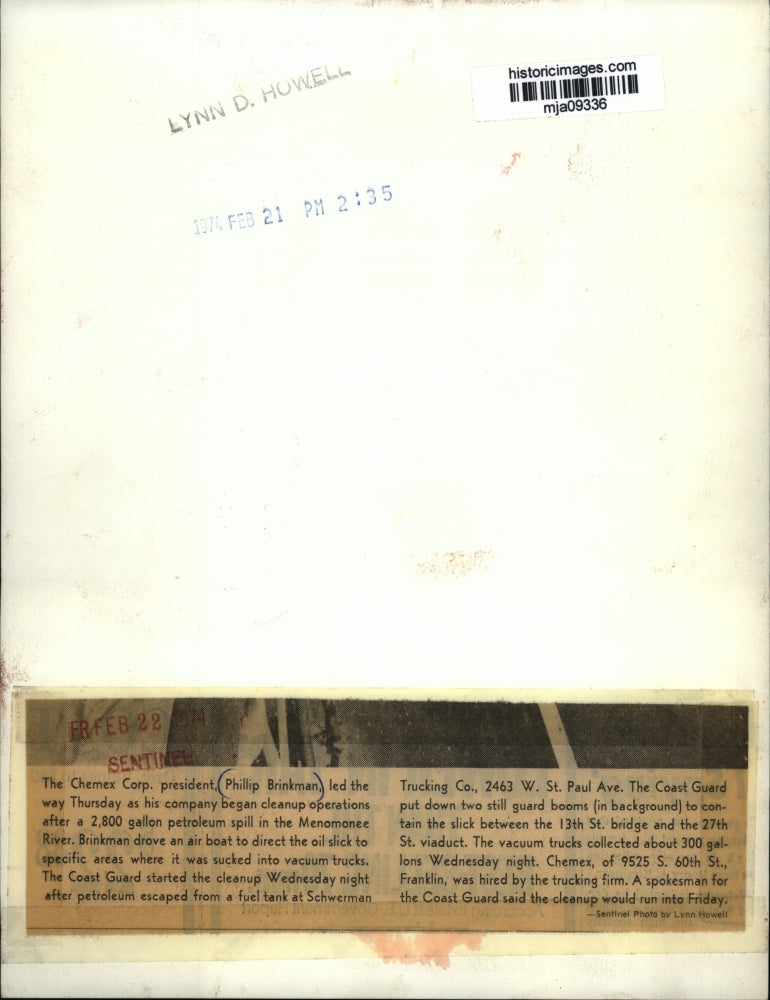 LYNN D. HOWELL
historicimages.com
mja09336
1974 FEB 21 PM 2:35
FR FEB 22 1974
SENTINEL
The Chemex Corp. president, Phillip Brinkman, led the
way Thursday as his company began cleanup operations
after a 2,800 gallon petroleum spill in the Menomonee
River. Brinkman drove an air boat to direct the oil slick to
specific areas where it was sucked into vacuum trucks.
The Coast Guard started the cleanup Wednesday night
after petroleum escaped from a fuel tank at Schwerman
Trucking Co., 2463 W. St. Paul Ave. The Coast Guard
put down two still guard booms (in background) to con-
tain the slick between the 13th St. bridge and the 27th
St. viaduct. The vacuum trucks collected about 300 gal-
lons Wednesday night. Chemex, of 9525 S. 60th St.,
Franklin, was hired by the trucking firm. A spokesman for
the Coast Guard said the cleanup would run into Friday.
—Sentinel Photo by Lynn Howell